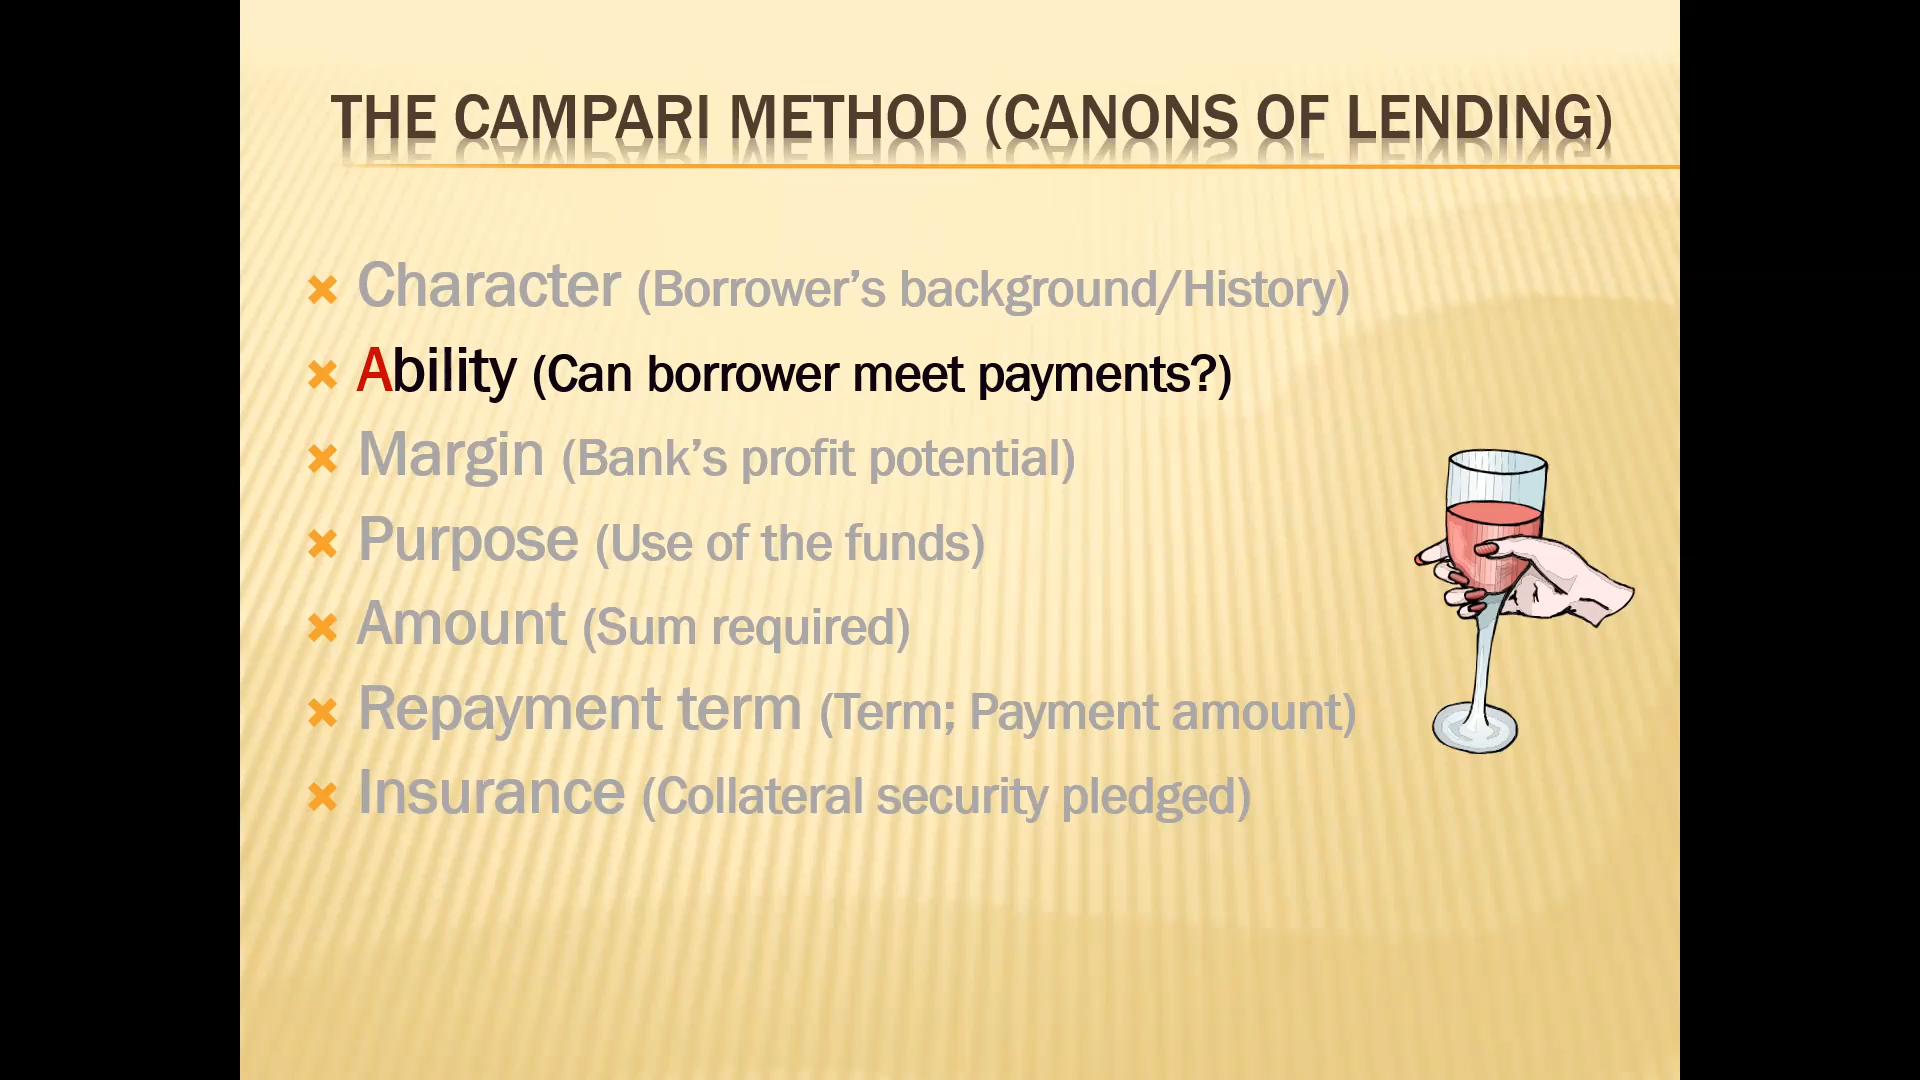 THE CAMPARI METHOD (CANONS OF LENDING)
Character (Borrower’s background/History)
Ability (Can borrower meet payments?)
Margin (Bank’s profit potential)
Purpose (Use of the funds)
Amount (Sum required)
Repayment term (Term; Payment amount)
Insurance (Collateral security pledged)